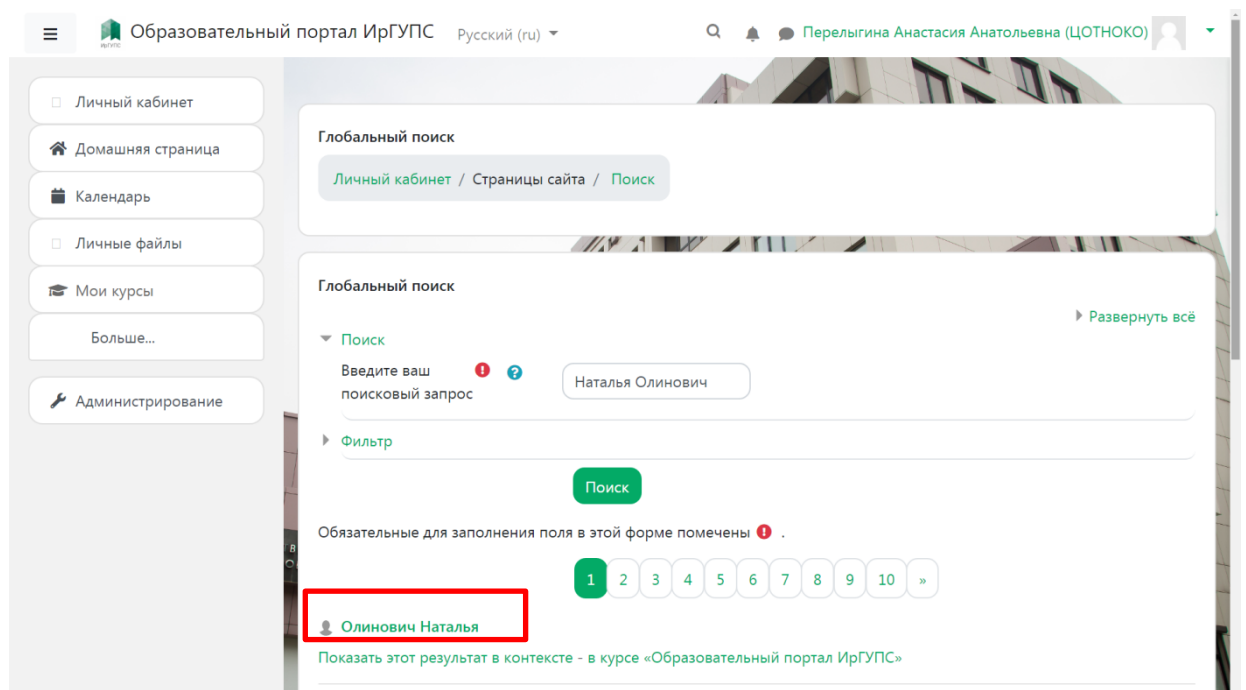 Образовательный портал ИрГУПС
Русский (ru)
Перелыгина Анастасия Анатольевна (ЦОТНОКО)
ИрГУПС
Личный кабинет
Домашняя страница
Календарь
Личные файлы
Мои курсы
Больше...
Администрирование
Глобальный поиск
Личный кабинет / Страницы сайта / Поиск
Глобальный поиск
Развернуть всё
Поиск
Введите ваш
поисковый запрос
Наталья Олинович
Фильтр
Поиск
Обязательные для заполнения поля в этой форме помечены .
1 2 3 4 5 6 7 8 9 10 »
Олинович Наталья
Показать этот результат в контексте - в курсе «Образовательный портал ИрГУПС»